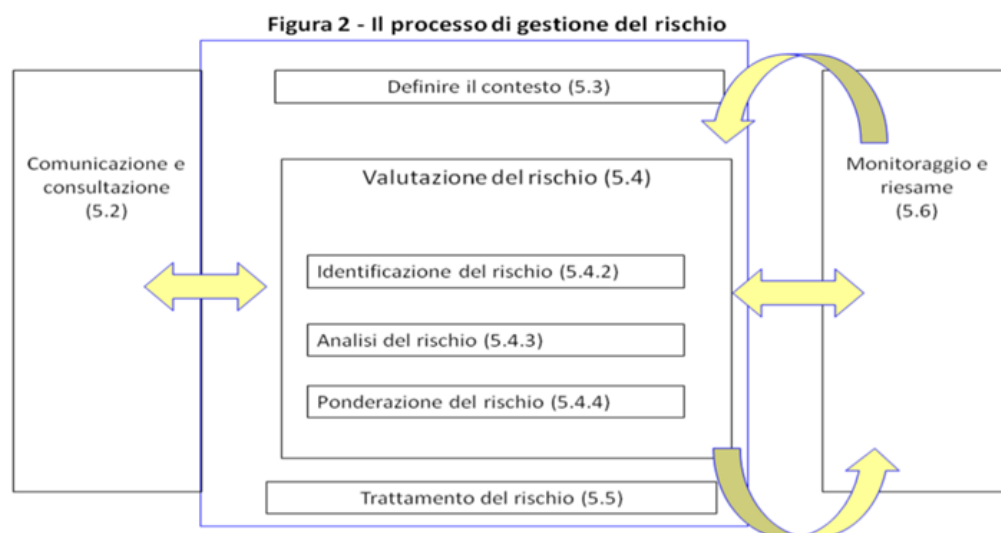 Figura 2 - Il processo di gestione del rischio
Definire il contesto (5.3)
Comunicazione e
consultazione
(5.2)
Valutazione del rischio (5.4)
Identificazione del rischio (5.4.2)
Analisi del rischio (5.4.3)
Ponderazione del rischio (5.4.4)
Trattamento del rischio (5.5)
Monitoraggio e
riesame
(5.6)